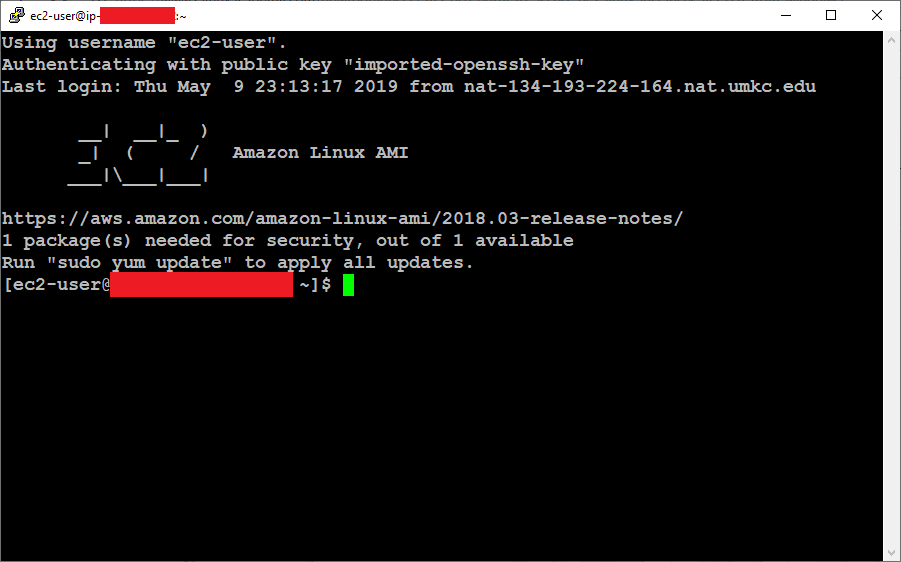 ec2-user@ip- :~
Using username "ec2-user".
Authenticating with public key "imported-openssh-key"
Last login: Thu May  9 23:13:17 2019 from nat-134-193-224-164.nat.umkc.edu
       __|  __|_  )
       _|  (     /   Amazon Linux AMI
      ___|\___|___|
https://aws.amazon.com/amazon-linux-ami/2018.03-release-notes/
1 package(s) needed for security, out of 1 available
Run "sudo yum update" to apply all updates.
[ec2-user@ ~]$